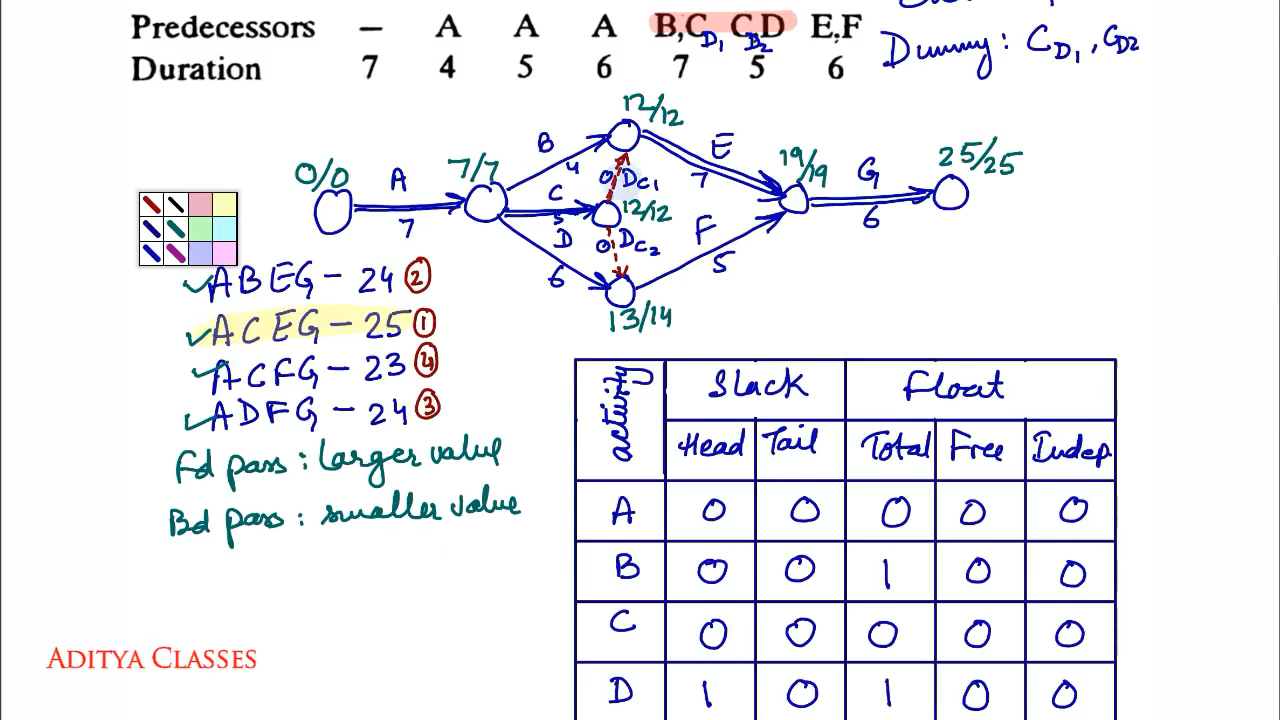 Predecessors – A A A B,C C,D E,F
D1 D2
Dummy: CD1, CD2
Duration 7 4 5 6 7 5 6
12/12
B 4
E 7
0/0
A 7
7/7
0 DC1
19/19
G 6
25/25
C 5
12/12
D 6
0 DC2
F 5
13/14
ABEG – 24 2
ACEG – 25 1
ACFG – 23 4
ADFG – 24 3
Fd pass : larger value
Bd pass : smaller value
activity Slack Float
Head Tail Total Free Indep.
A 0 0 0 0 0
B 0 0 1 0 0
C 0 0 0 0 0
D 1 0 1 0 0
ADITYA CLASSES